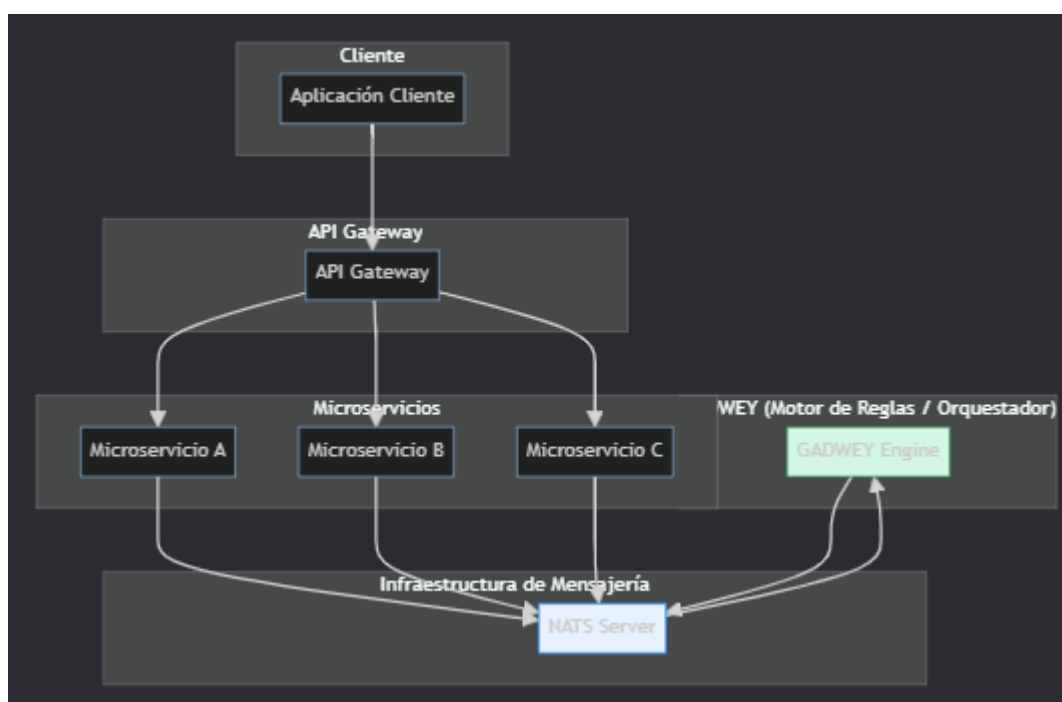 Cliente
Aplicación Cliente
API Gateway
API Gateway
Microservicios
WEY (Motor de Reglas / Orquestador)
Microservicio A
Microservicio B
Microservicio C
GADWEY Engine
Infraestructura de Mensajería
NATS Server